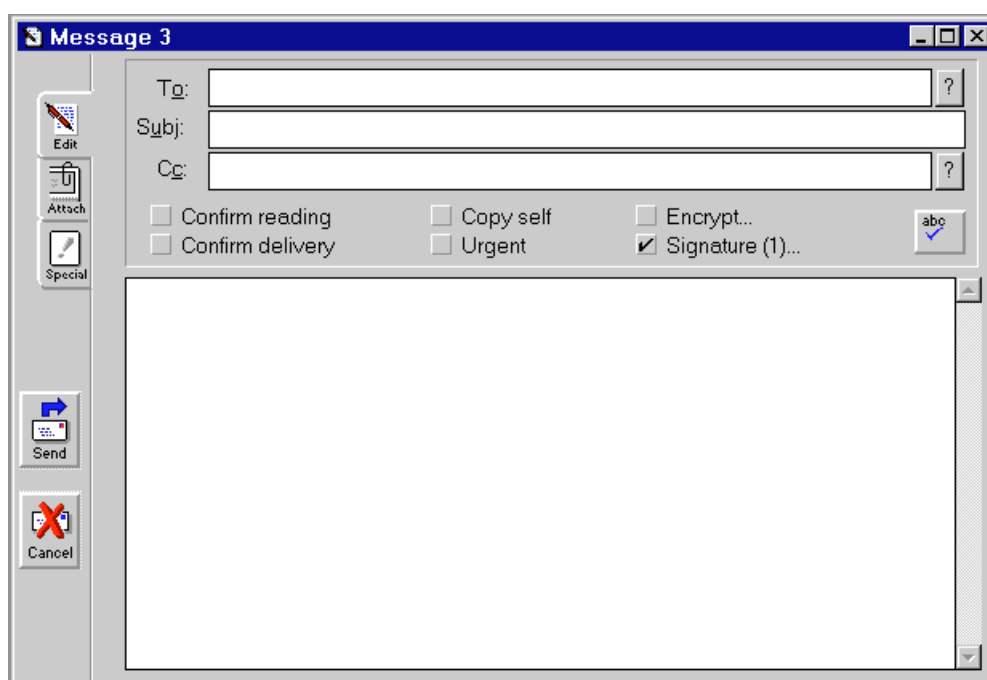 Message 3
To:
?
Subj:
Cc:
?
Edit
Attach
Special
Confirm reading
Copy self
Encrypt...
Confirm delivery
Urgent
Signature (1)...
abc
Send
Cancel